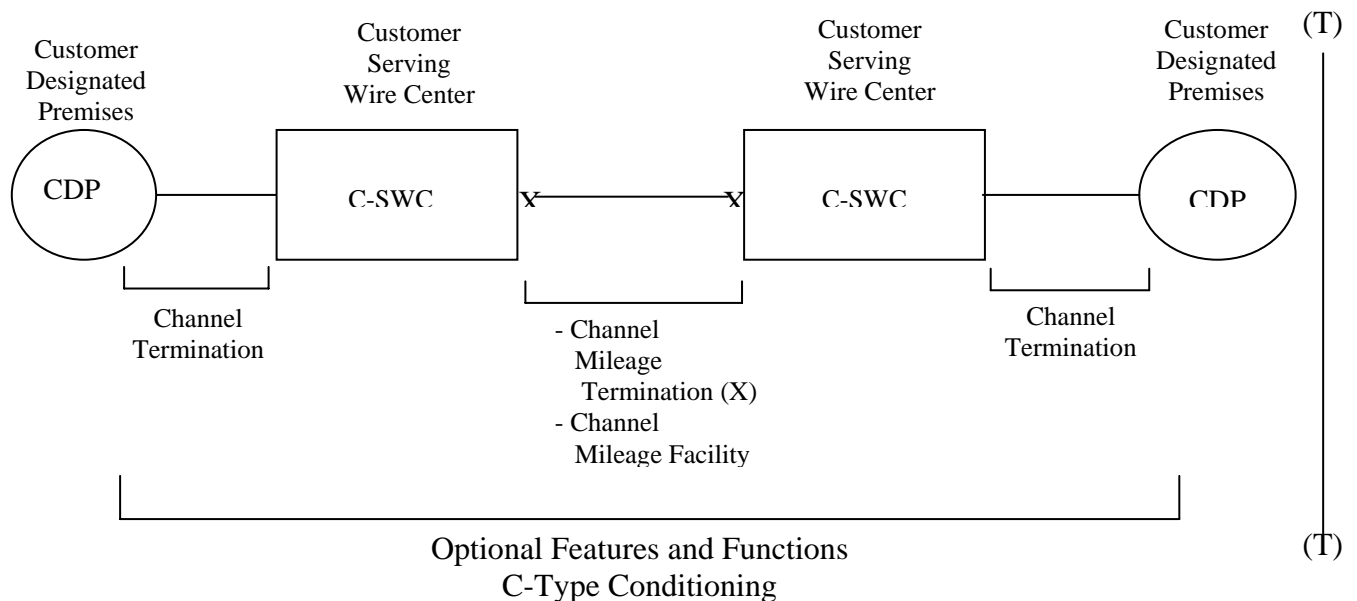 Customer
Designated
Premises
Customer
Serving
Wire Center
Customer
Serving
Wire Center
Customer
Designated
Premises
(T)
CDP
C-SWC
X
X
C-SWC
CDP
Channel
Termination
- Channel
Mileage
Termination (X)
- Channel
Mileage Facility
Channel
Termination
Optional Features and Functions
C-Type Conditioning
(T)